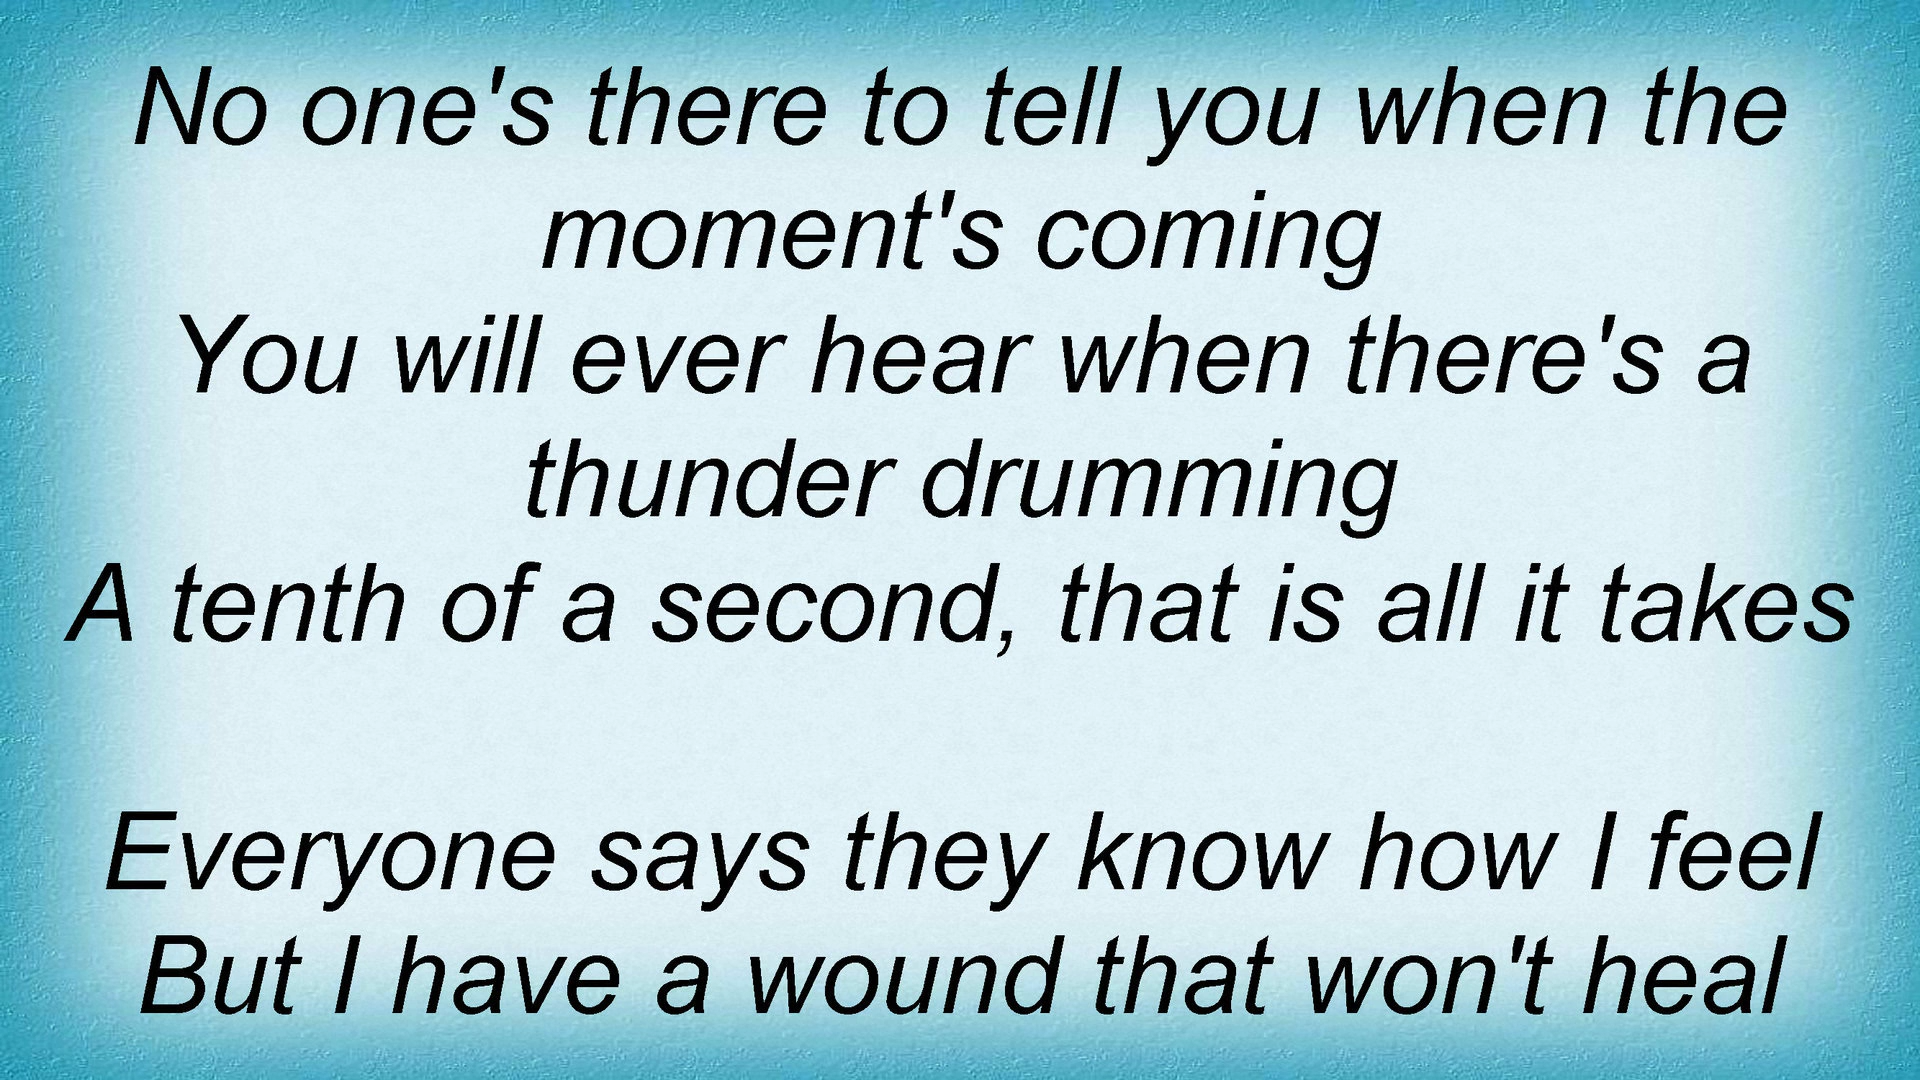 No one's there to tell you when the
moment's coming
You will ever hear when there's a
thunder drumming
A tenth of a second, that is all it takes
Everyone says they know how I feel
But I have a wound that won't heal